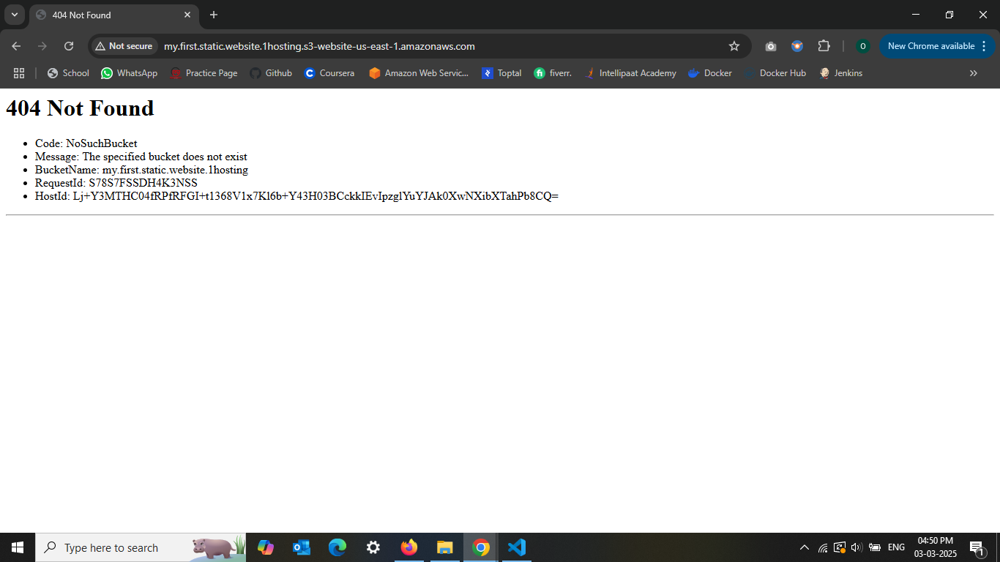 404 Not Found
Not secure
my.first.static.website.1hosting.s3-website-us-east-1.amazonaws.com
O
New Chrome available
School
WhatsApp
Practice Page
Github
Coursera
Amazon Web Servic...
Toptal
fiverr.
Intellipaat Academy
Docker
Docker Hub
Jenkins
404 Not Found
Code: NoSuchBucket
Message: The specified bucket does not exist
BucketName: my.first.static.website.1hosting
RequestId: S78S7FSSDH4K3NSS
HostId: Lj+Y3MTHC04fRPfRFGI+t1368V1x7Kl6b+Y43H03BCckkIEvIpzglYuYJAk0XwNXibXTahPb8CQ=
Type here to search
ENG
04:50 PM
03-03-2025
1